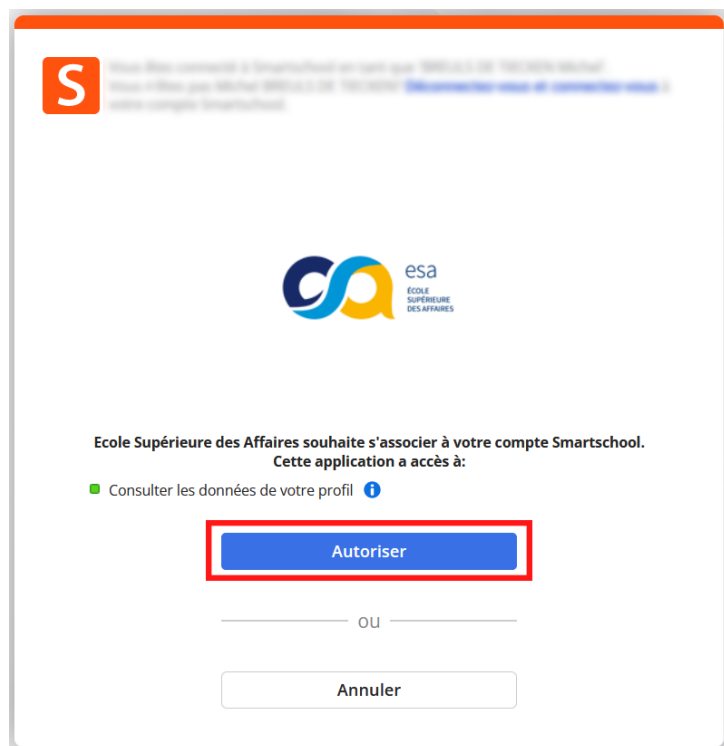 S
esa
ÉCOLE
SUPÉRIEURE
DES AFFAIRES
Ecole Supérieure des Affaires souhaite s'associer à votre compte Smartschool.
Cette application a accès à:
Consulter les données de votre profil i
Autoriser
ou
Annuler